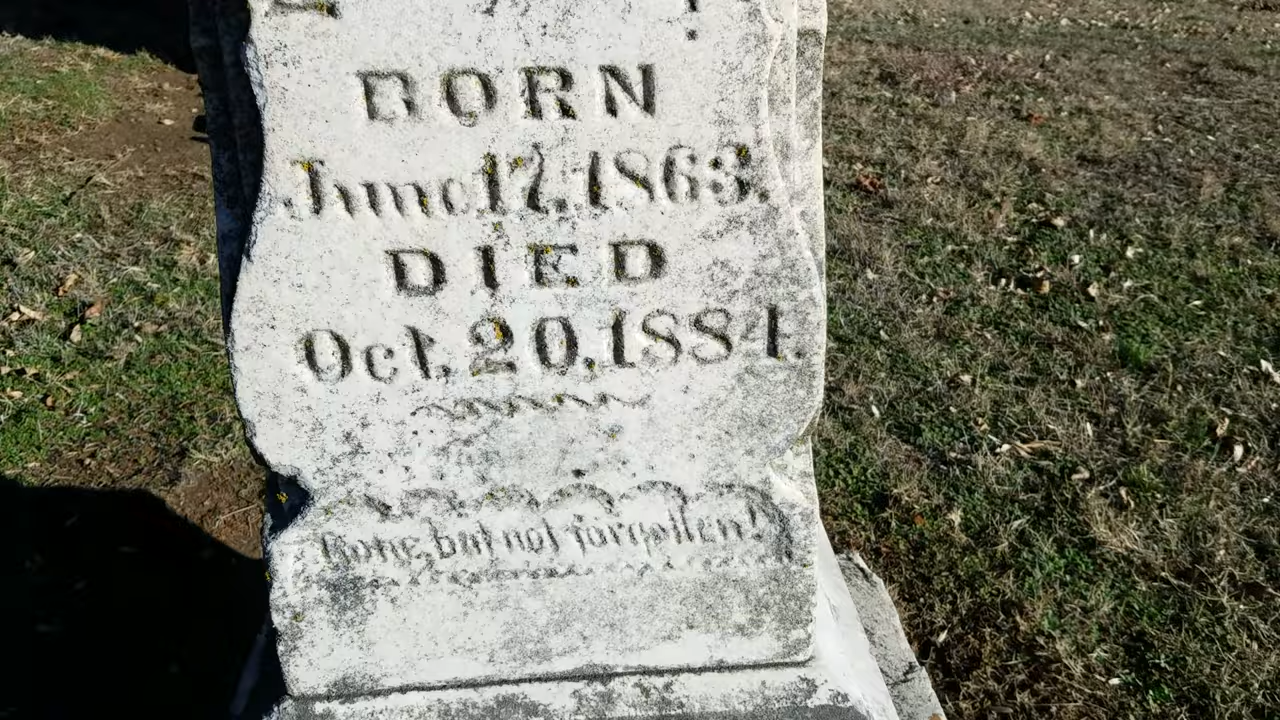 BORN
June 17, 1863.
DIED
Oct. 20, 1884.
Gone, but not forgotten!